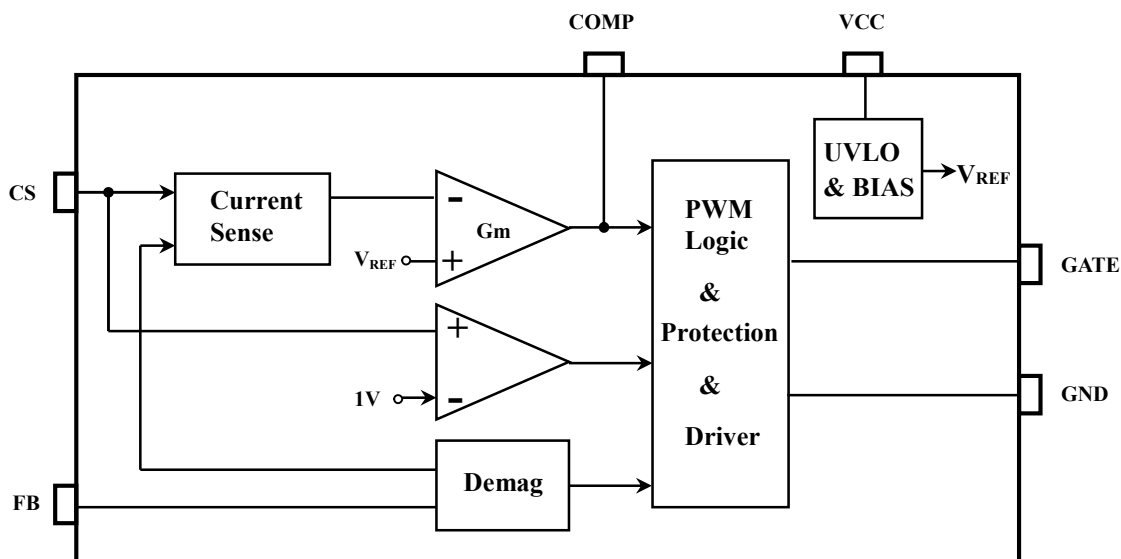 COMP
VCC
CS
Current
Sense
-
Gm
VREF
+
PWM
Logic
&
Protection
&
Driver
UVLO
& BIAS
VREF
GATE
GND
+
1V
-
Demag
FB